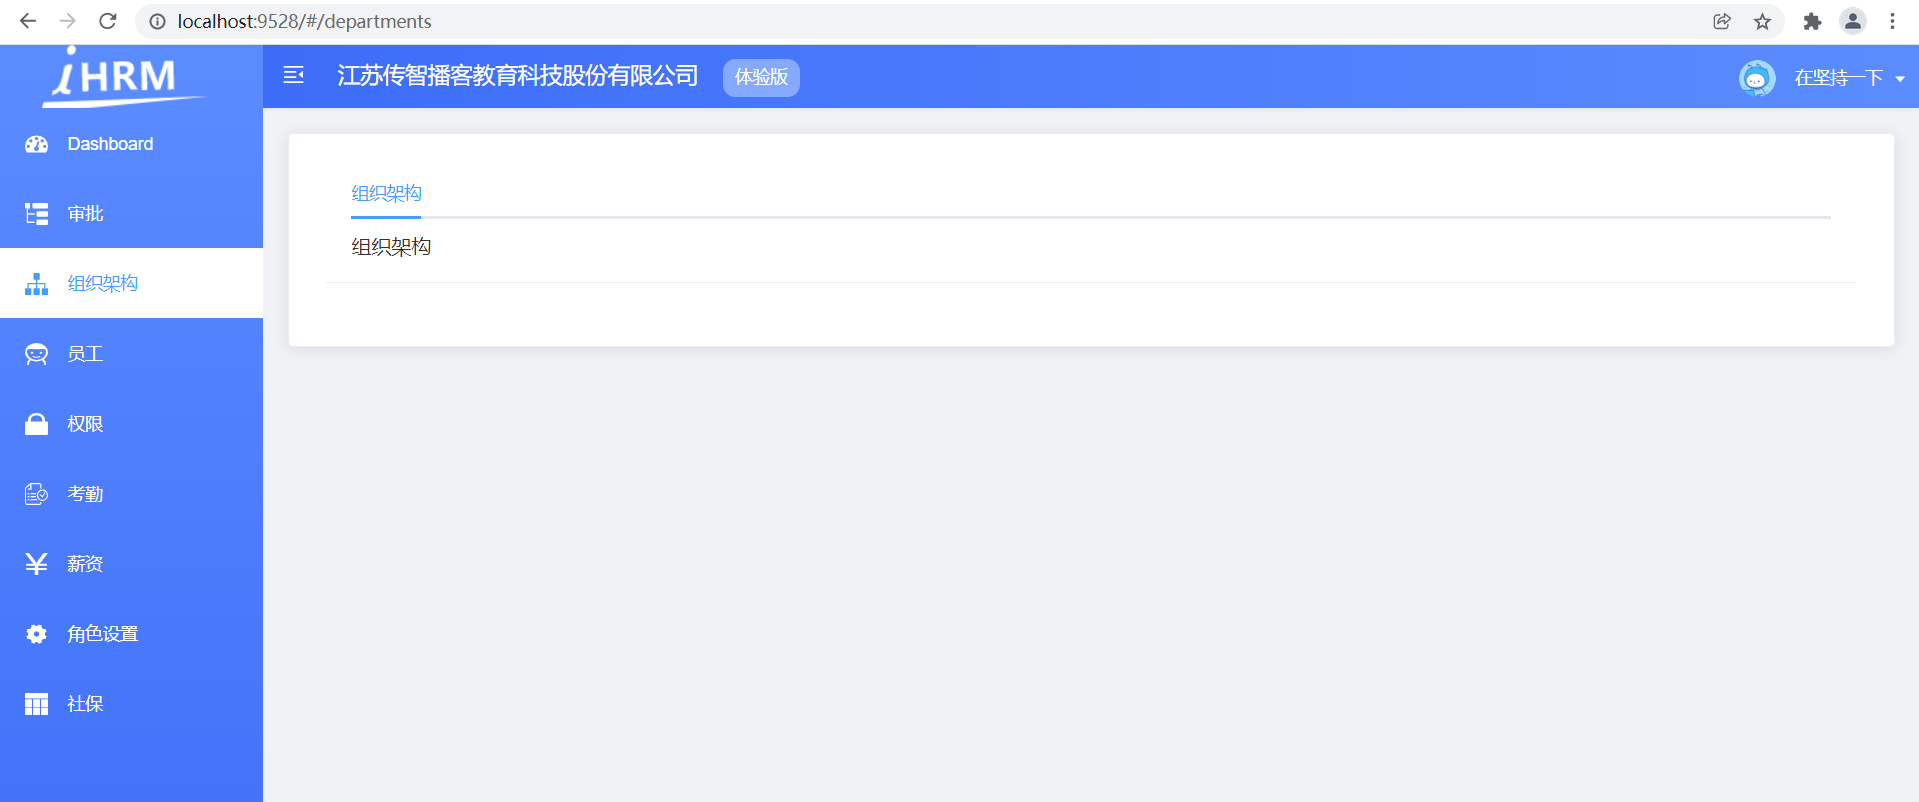 localhost:9528/#/departments
iHRM
江苏传智播客教育科技股份有限公司 体验版
在坚持一下
Dashboard
审批
组织架构
员工
权限
考勤
薪资
角色设置
社保
组织架构
组织架构